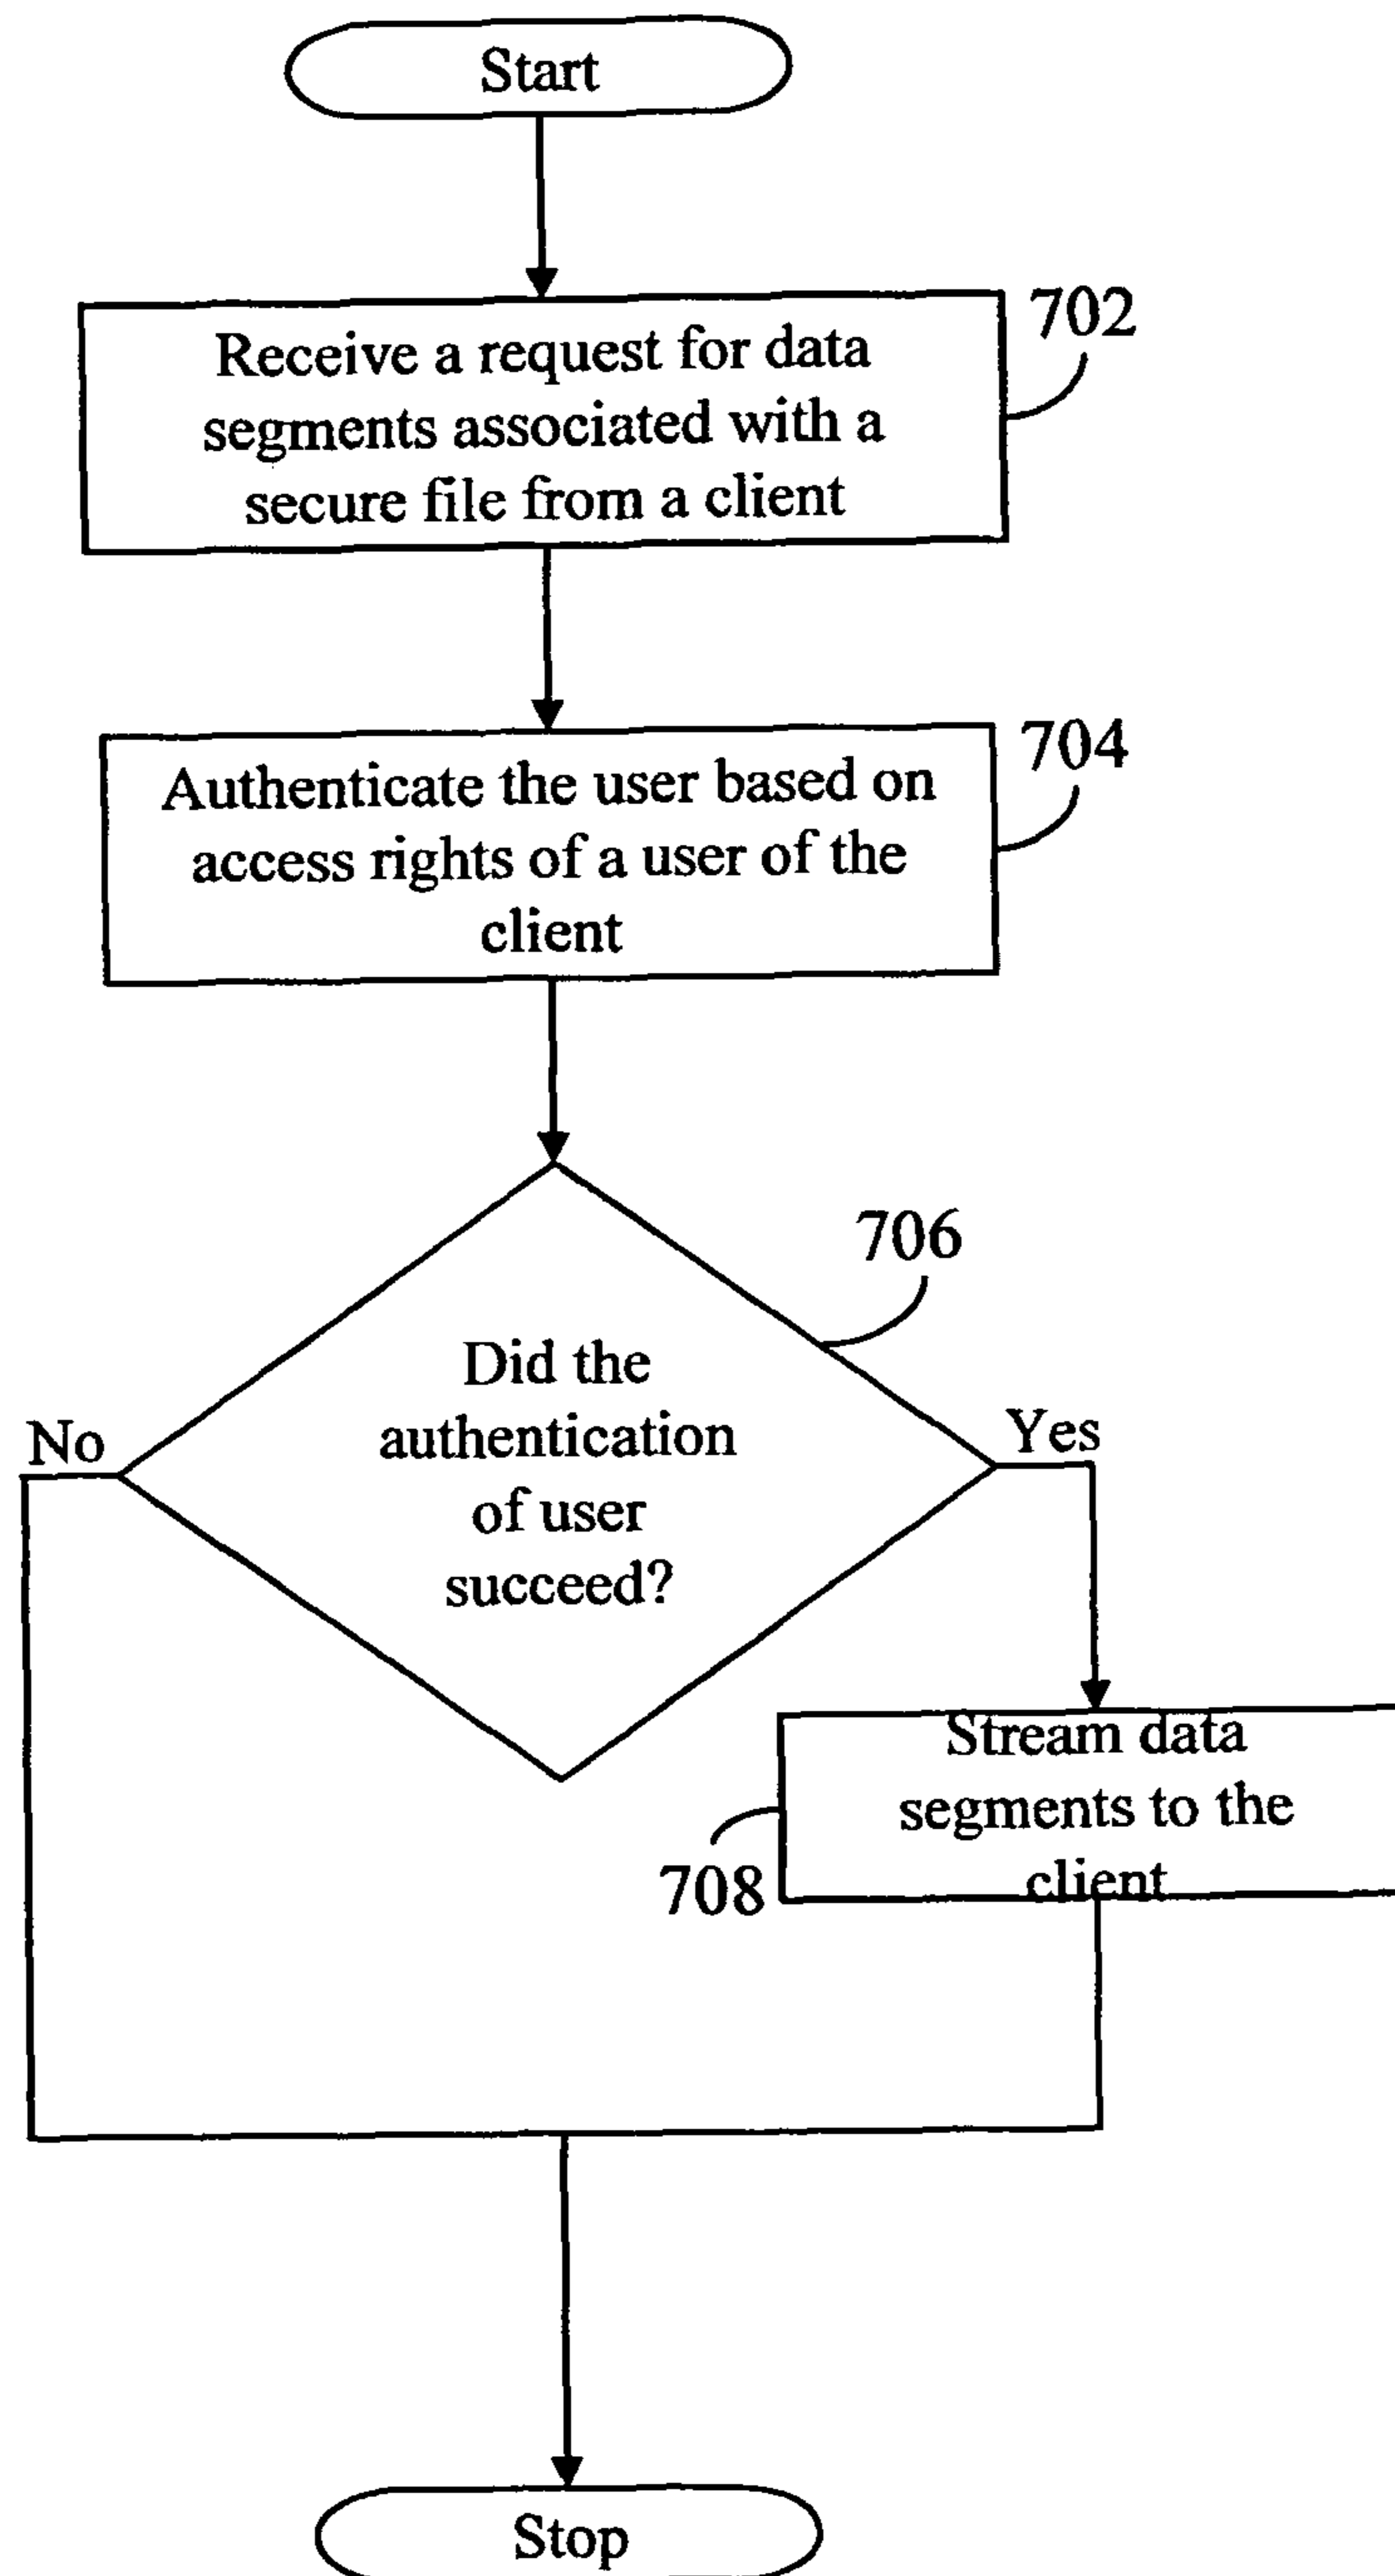 Start
Receive a request for data
segments associated with a
secure file from a client
702
Authenticate the user based on
access rights of a user of the
client
704
706
Did the
authentication
of user
succeed?
No
Yes
Stream data
segments to the
client
708
Stop